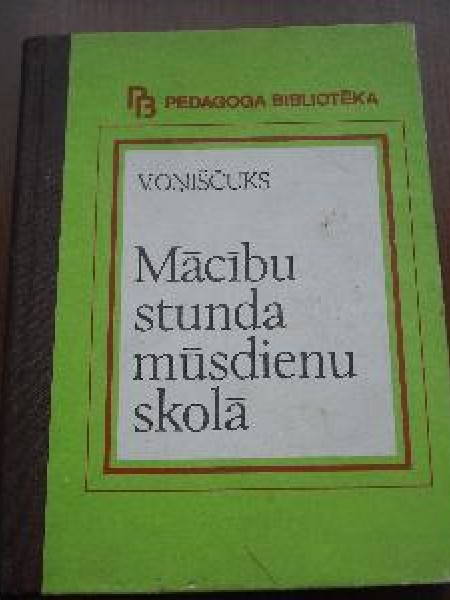 PB PEDAGOGA BIBLIOTĒKA
V.OŅIŠČUKS
Mācību
stunda
mūsdienu
skolā